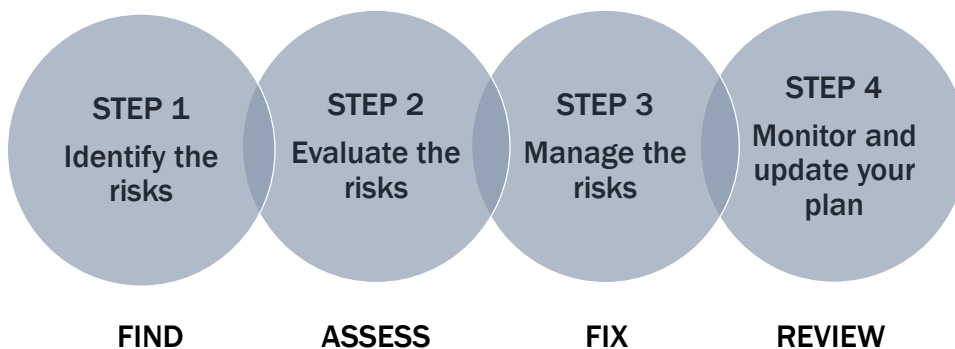 STEP 1
Identify the
risks
STEP 2
Evaluate the
risks
STEP 3
Manage the
risks
STEP 4
Monitor and
update your
plan
FIND
ASSESS
FIX
REVIEW